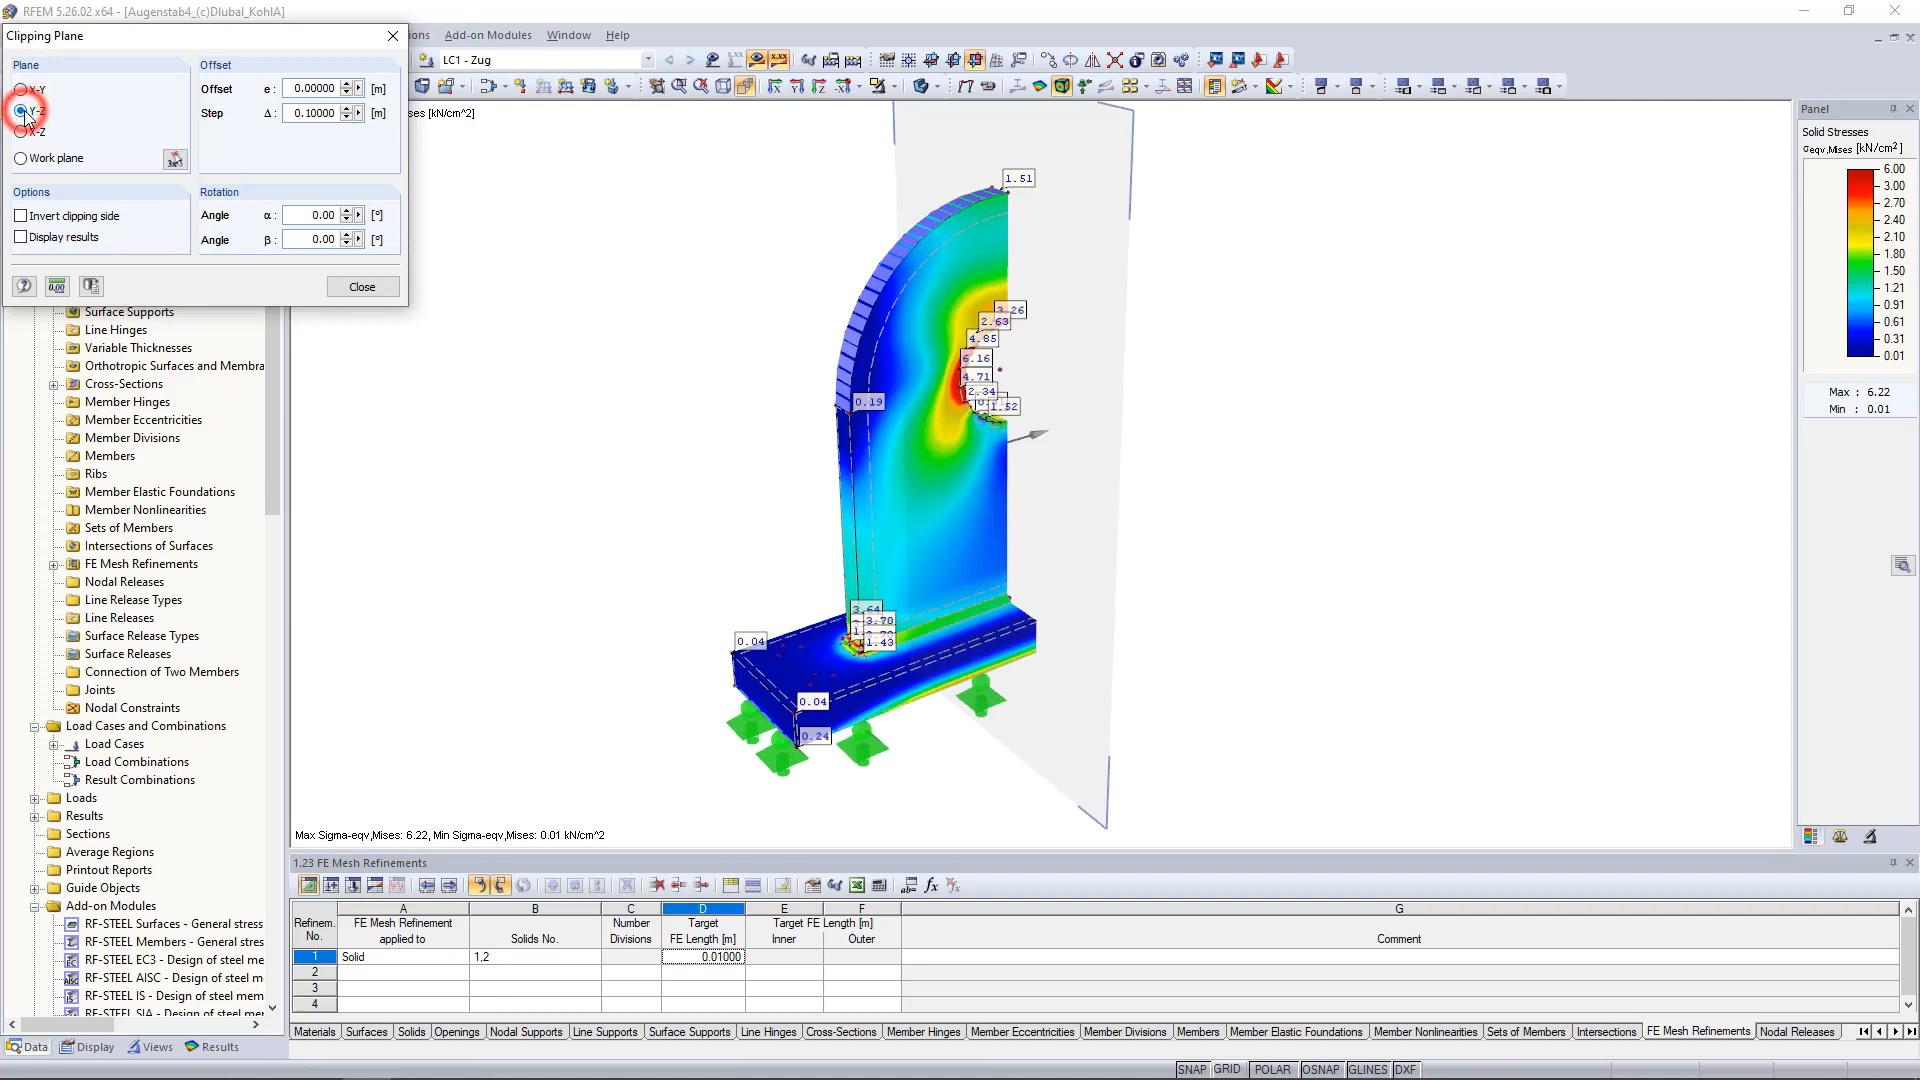 RFEM 5.26.02 x64 - [Augenstab4_(c)Dlubal_KohlA]
Clipping Plane
Add-on Modules
Window
Help
LC1 - Zug
Plane
X-Y
Y-Z
X-Z
Work plane
Offset
Offset e : 0.00000 [m]
Step Δ : 0.10000 [m]
Options
Invert clipping side
Display results
Rotation
Angle α : 0.00 [°]
Angle β : 0.00 [°]
Close
[kN/cm²]
Surface Supports
Line Hinges
Variable Thicknesses
Orthotropic Surfaces and Membra
Cross-Sections
Member Hinges
Member Eccentricities
Member Divisions
Members
Ribs
Member Elastic Foundations
Member Nonlinearities
Sets of Members
Intersections of Surfaces
FE Mesh Refinements
Nodal Releases
Line Release Types
Line Releases
Surface Release Types
Surface Releases
Connection of Two Members
Joints
Nodal Constraints
Load Cases and Combinations
Load Cases
Load Combinations
Result Combinations
Loads
Results
Sections
Average Regions
Printout Reports
Guide Objects
Add-on Modules
RF-STEEL Surfaces - General stress
RF-STEEL Members - General stres
RF-STEEL EC3 - Design of steel me
RF-STEEL AISC - Design of steel m
RF-STEEL IS - Design of steel mem
RF-STEEL SIA - Design of steel mer
Data
Display
Views
Results
1.51
3.26
2.63
4.85
6.16
4.71
2.34
1.52
0.19
3.64
3.70
1.43
0.04
0.04
0.24
Max Sigma-eqv,Mises: 6.22, Min Sigma-eqv,Mises: 0.01 kN/cm^2
Panel
Solid Stresses
σeqv,Mises [kN/cm²]
6.00
3.00
2.70
2.40
2.10
1.80
1.50
1.21
0.91
0.61
0.31
0.01
Max : 6.22
Min : 0.01
1.23 FE Mesh Refinements
A B C D E F G
Refinem. No.
FE Mesh Refinement applied to
Solids No.
Number Divisions
Target FE Length [m]
Target FE Length [m]
Inner Outer
Comment
1 Solid 1,2 0.01000
2
3
4
Materials Surfaces Solids Openings Nodal Supports Line Supports Surface Supports Line Hinges Cross-Sections Member Hinges Member Eccentricities Member Divisions Members Member Elastic Foundations Member Nonlinearities Sets of Members Intersections FE Mesh Refinements Nodal Releases
SNAP GRID POLAR OSNAP GLINES DXF